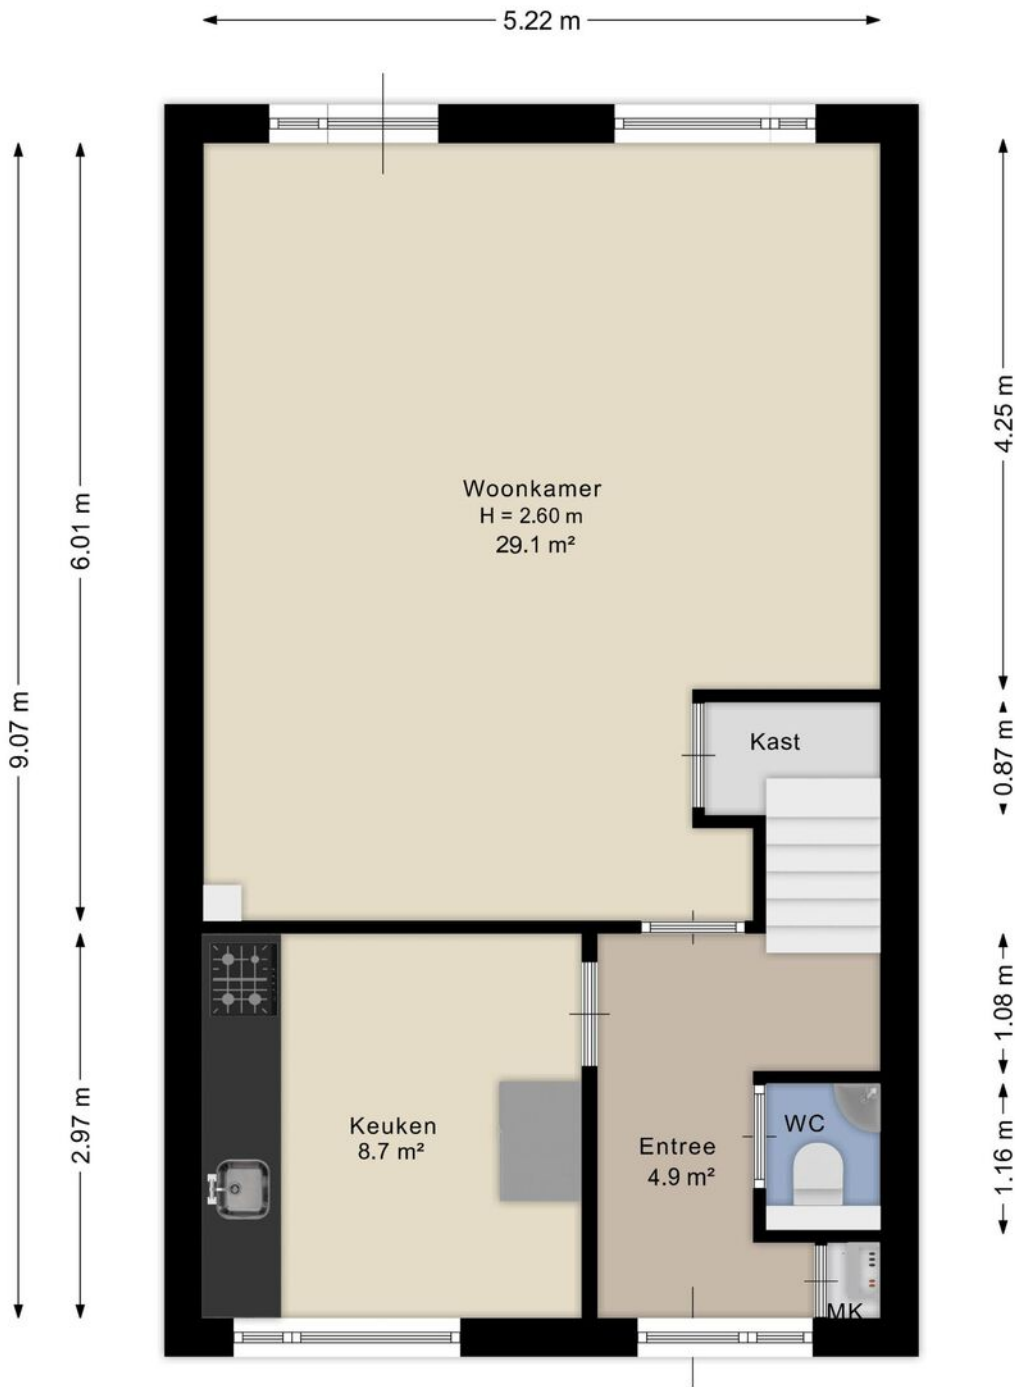 5.22 m
9.07 m
6.01 m
2.97 m
4.25 m
0.87 m
1.08 m
1.16 m
Woonkamer
H = 2.60 m
29.1 m²
Kast
Keuken
8.7 m²
Entree
4.9 m²
WC
MK